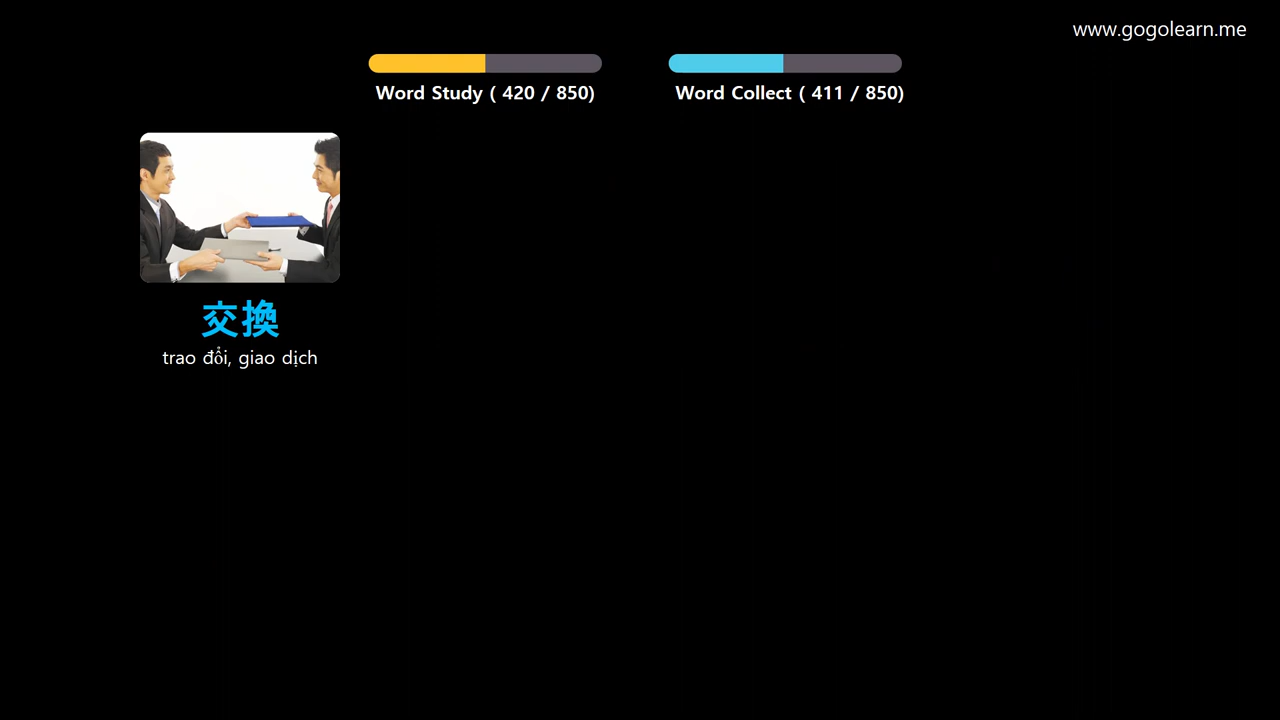 www.gogolearn.me
Word Study ( 420 / 850)
Word Collect ( 411 / 850)
交換
trao đổi, giao dịch